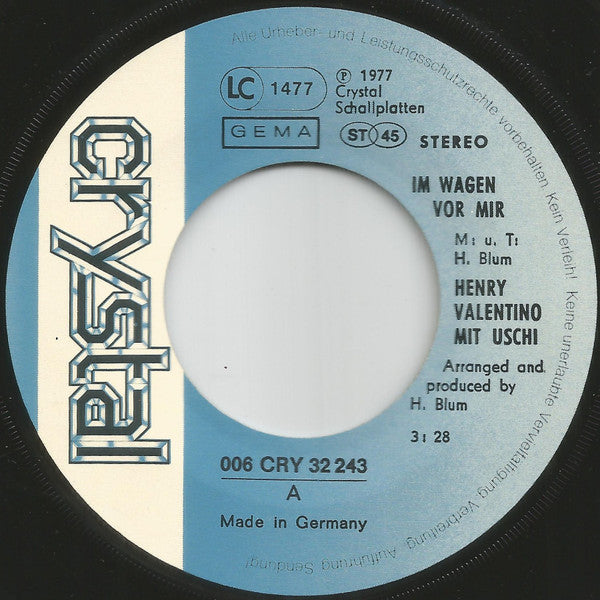 Alle Urheber- und Leistungsschutzrechte vorbehalten Kein Verleih! Keine unerlaubte Vervielfältigung, Verbreitung, Aufführung Sendung!
crystal
LC 1477
GEMA
℗ 1977
Crystal
Schallplatten
ST 45
STEREO
IM WAGEN
VOR MIR
M: u. T:
H. Blum
HENRY
VALENTINO
MIT USCHI
Arranged and
produced by
H. Blum
3:28
006 CRY 32 243
A
Made in Germany